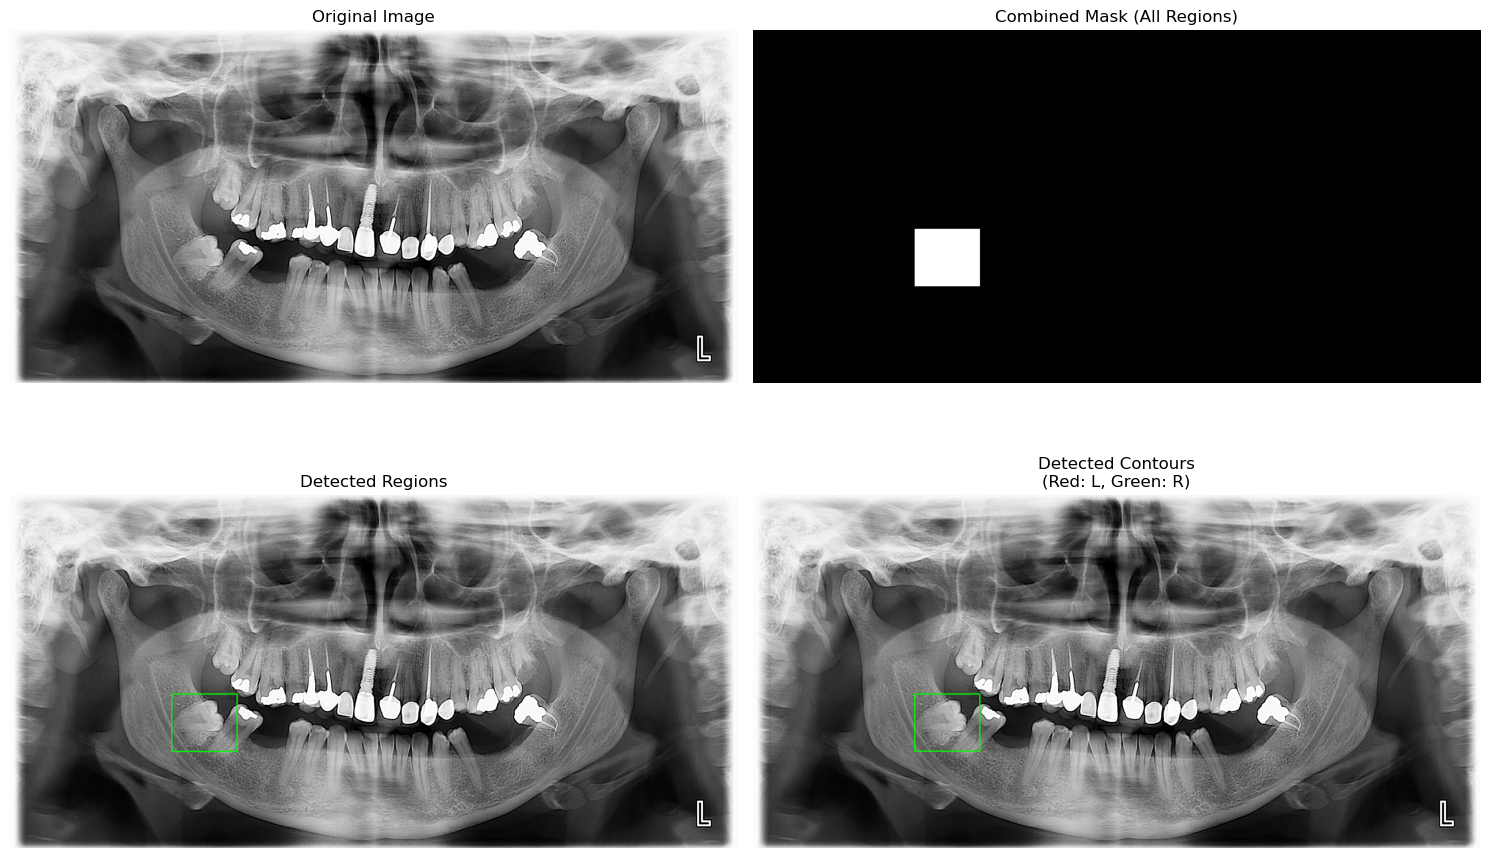 Original Image
Combined Mask (All Regions)
L
Detected Regions
Detected Contours
(Red: L, Green: R)
L
L